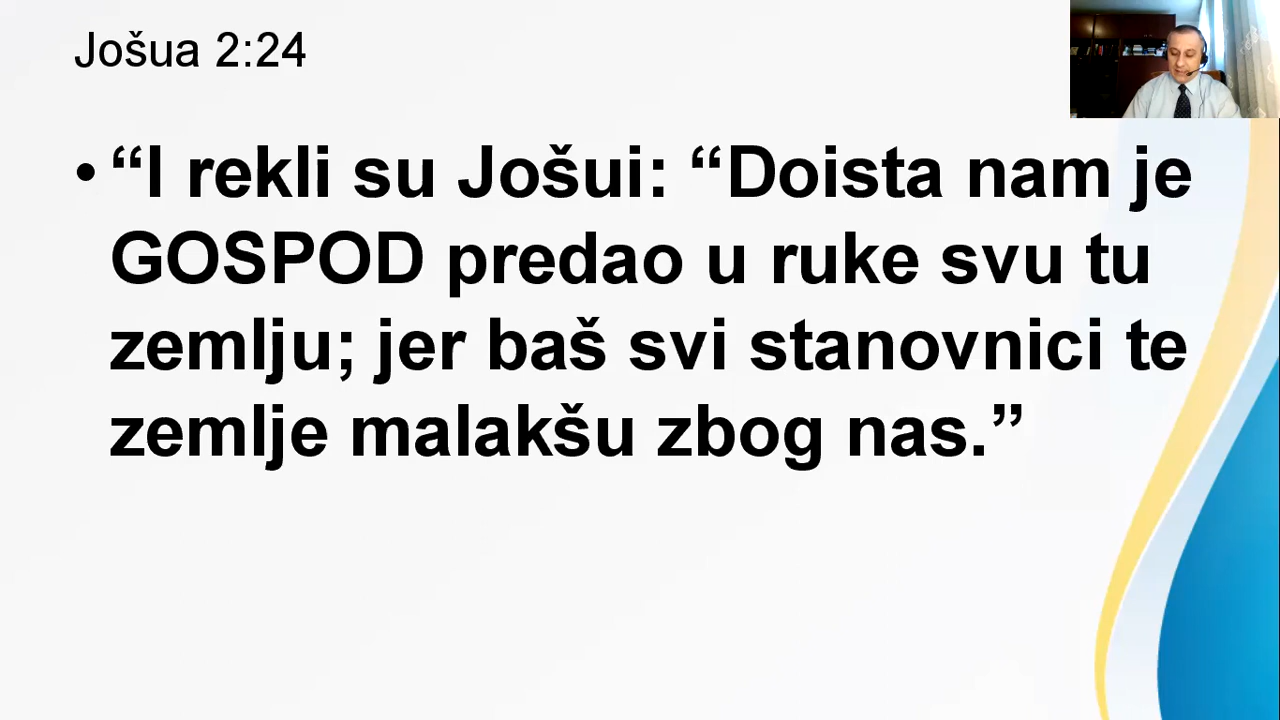 Jošua 2:24
• “I rekli su Jošui: “Doista nam je
GOSPOD predao u ruke svu tu
zemlju; jer baš svi stanovnici te
zemlje malakšu zbog nas.”